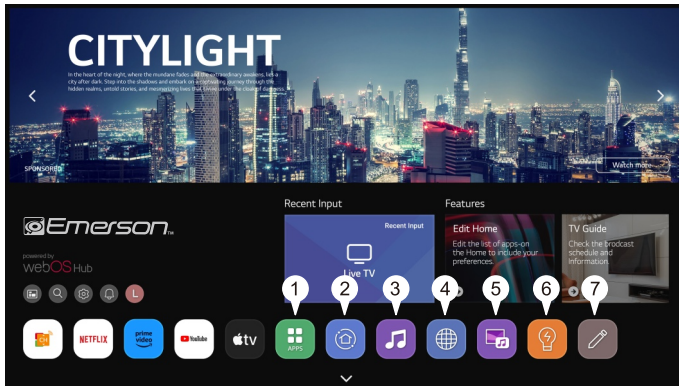 CITYLIGHT
In the heart of the night, where the mundane fades and the extraordinary awakens, lies a
city after dark. Step into the shadows and embark on a captivating journey through the
hidden realms, untold stories, and mesmerizing lives that thrive under the cloak of darkness
SPONSORED
Watch more
Recent Input
Features
Emerson TM
Recent Input
Live TV
Edit Home
Edit the list of apps-on
the Home to include your
preferences.
TV Guide
Check the brodcast
schedule and
information.
powered by
webOS Hub
L
1
2
3
4
5
6
7
CH
NETFLIX
prime
video
YouTube
tv
APPS